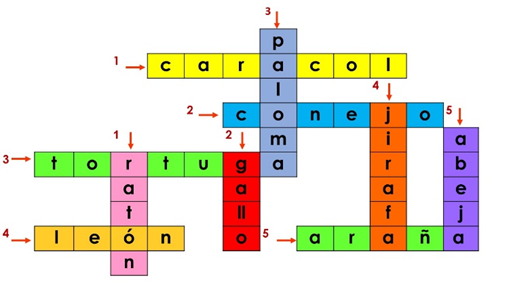 3
paloma
1 caracol
4
jirafa
2 conejo
5
abeja
1
ratón
2
gallo
3 tortuga
4 león
5 araña